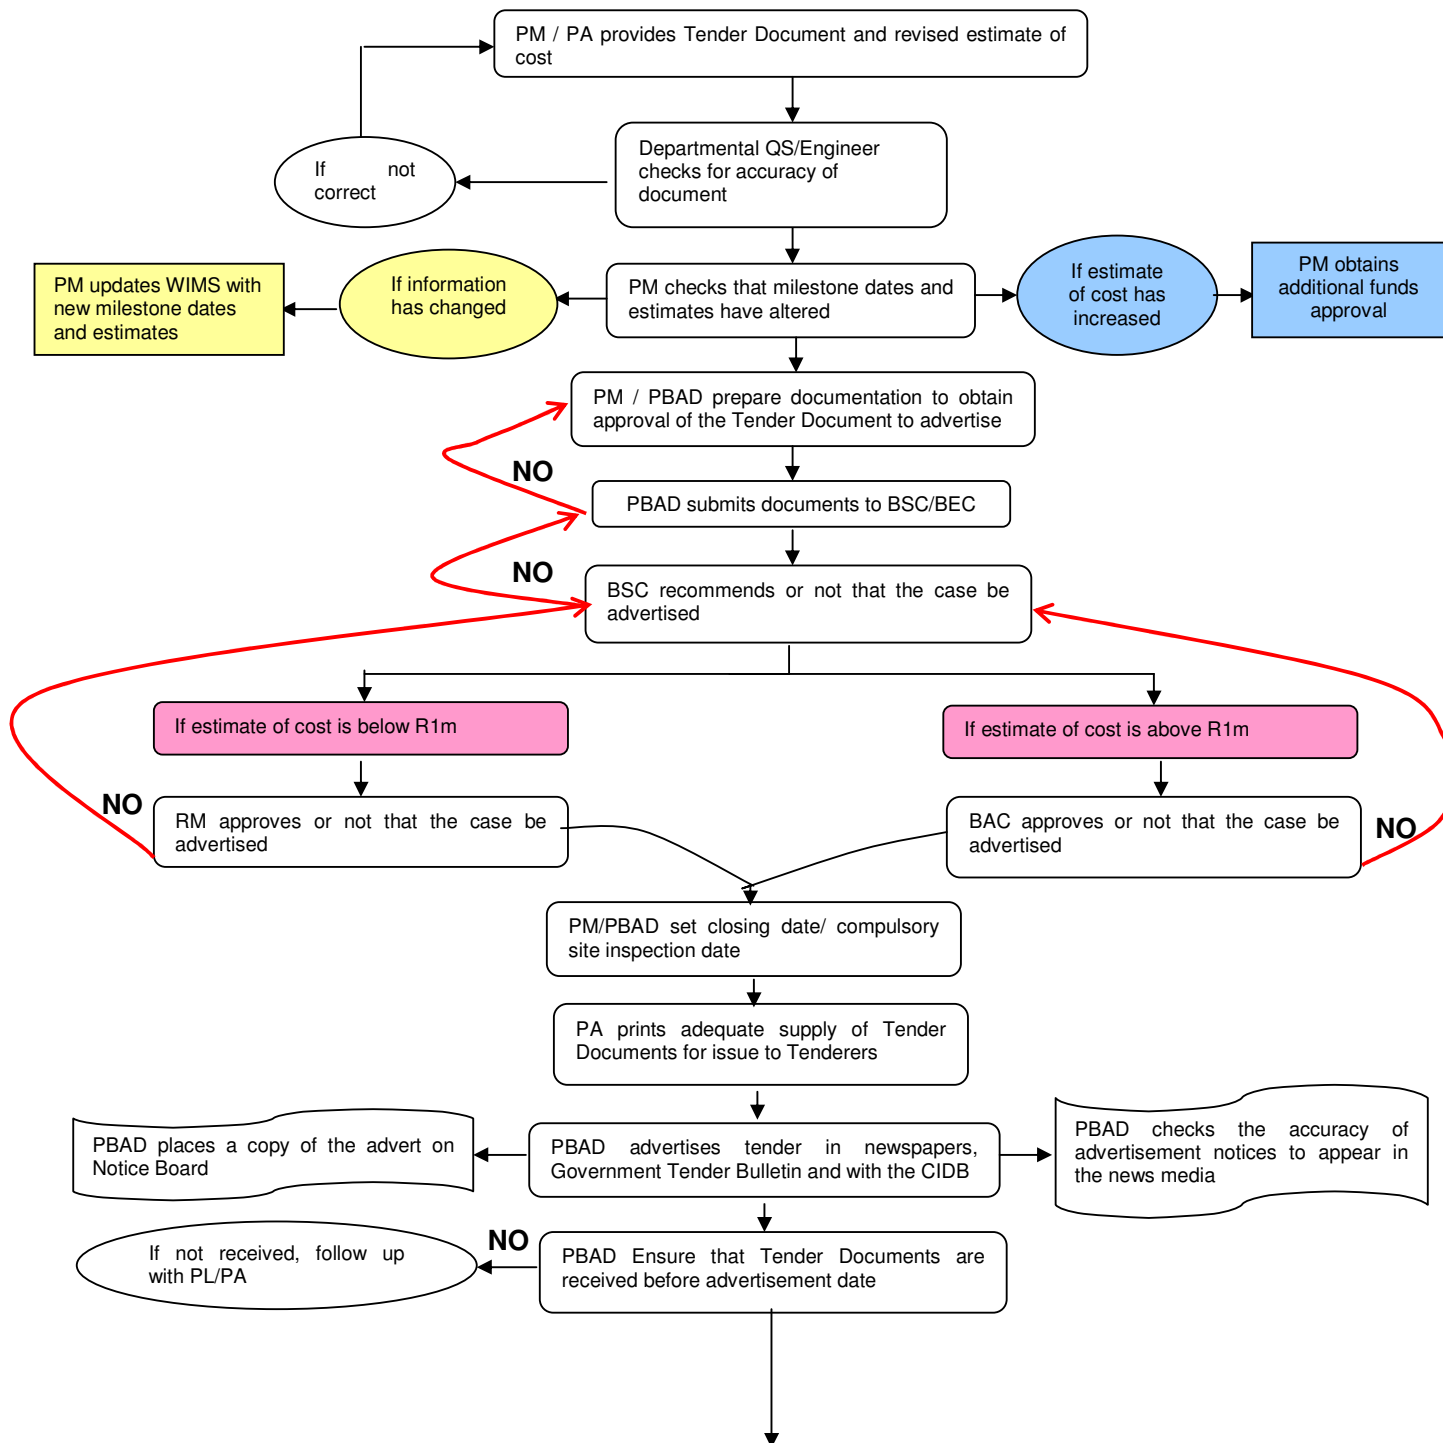 PM / PA provides Tender Document and revised estimate of
cost
Departmental QS/Engineer
checks for accuracy of
document
If not
correct
PM updates WIMS with
new milestone dates
and estimates
If information
has changed
PM checks that milestone dates and
estimates have altered
If estimate
of cost has
increased
PM obtains
additional funds
approval
PM / PBAD prepare documentation to obtain
approval of the Tender Document to advertise
NO
PBAD submits documents to BSC/BEC
NO
BSC recommends or not that the case be
advertised
If estimate of cost is below R1m
If estimate of cost is above R1m
NO
RM approves or not that the case be
advertised
BAC approves or not that the case be
advertised
NO
PM/PBAD set closing date/ compulsory
site inspection date
PA prints adequate supply of Tender
Documents for issue to Tenderers
PBAD places a copy of the advert on
Notice Board
PBAD advertises tender in newspapers,
Government Tender Bulletin and with the CIDB
PBAD checks the accuracy of
advertisement notices to appear in
the news media
If not received, follow up
with PL/PA
NO
PBAD Ensure that Tender Documents are
received before advertisement date